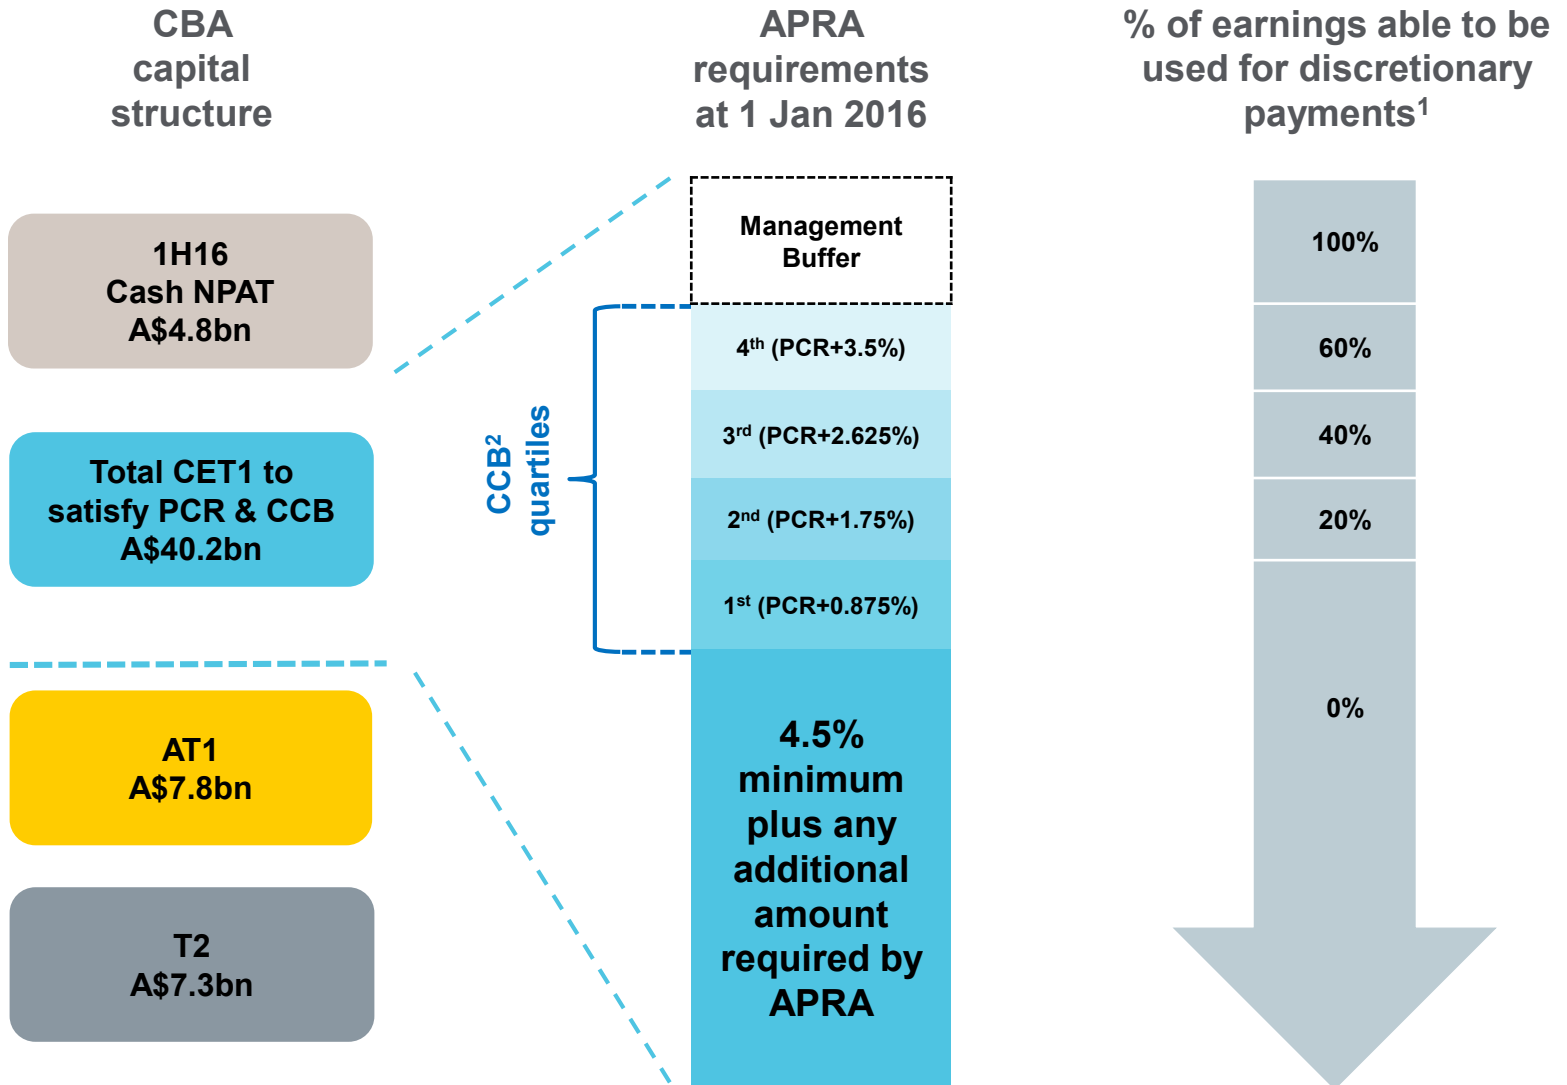 CBA
capital
structure
APRA
requirements
at 1 Jan 2016
% of earnings able to be
used for discretionary
payments1
1H16
Cash NPAT
A$4.8bn
Total CET1 to
satisfy PCR & CCB
A$40.2bn
AT1
A$7.8bn
T2
A$7.3bn
CCB2
quartiles
Management
Buffer
4th (PCR+3.5%)
3rd (PCR+2.625%)
2nd (PCR+1.75%)
1st (PCR+0.875%)
4.5%
minimum
plus any
additional
amount
required by
APRA
100%
60%
40%
20%
0%